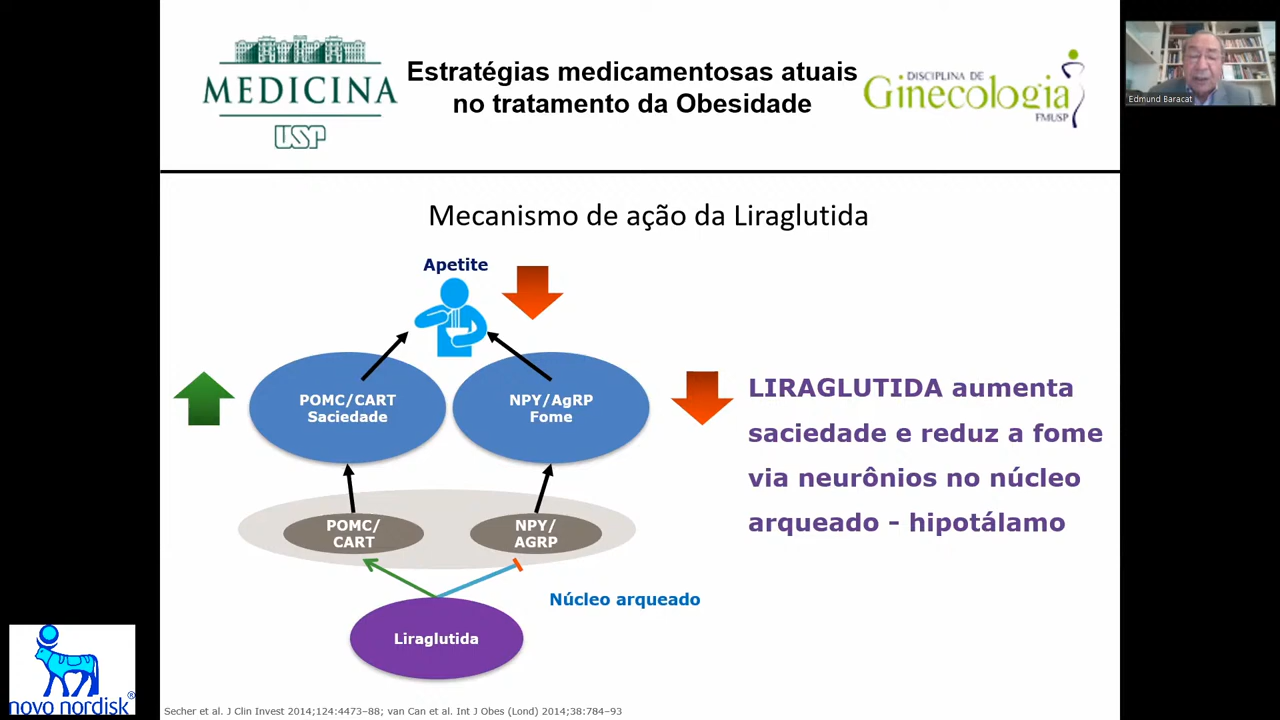 MEDICINA
USP
Estratégias medicamentosas atuais
no tratamento da Obesidade
DISCIPLINA DE
Ginecologia
FMUSP
Edmund Baracat
Mecanismo de ação da Liraglutida
Apetite
POMC/CART
Saciedade
NPY/AgRP
Fome
LIRAGLUTIDA aumenta
saciedade e reduz a fome
via neurônios no núcleo
arqueado - hipotálamo
POMC/
CART
NPY/
AGRP
Núcleo arqueado
Liraglutida
novo nordisk®
Secher et al. J Clin Invest 2014;124:4473–88; van Can et al. Int J Obes (Lond) 2014;38:784–93